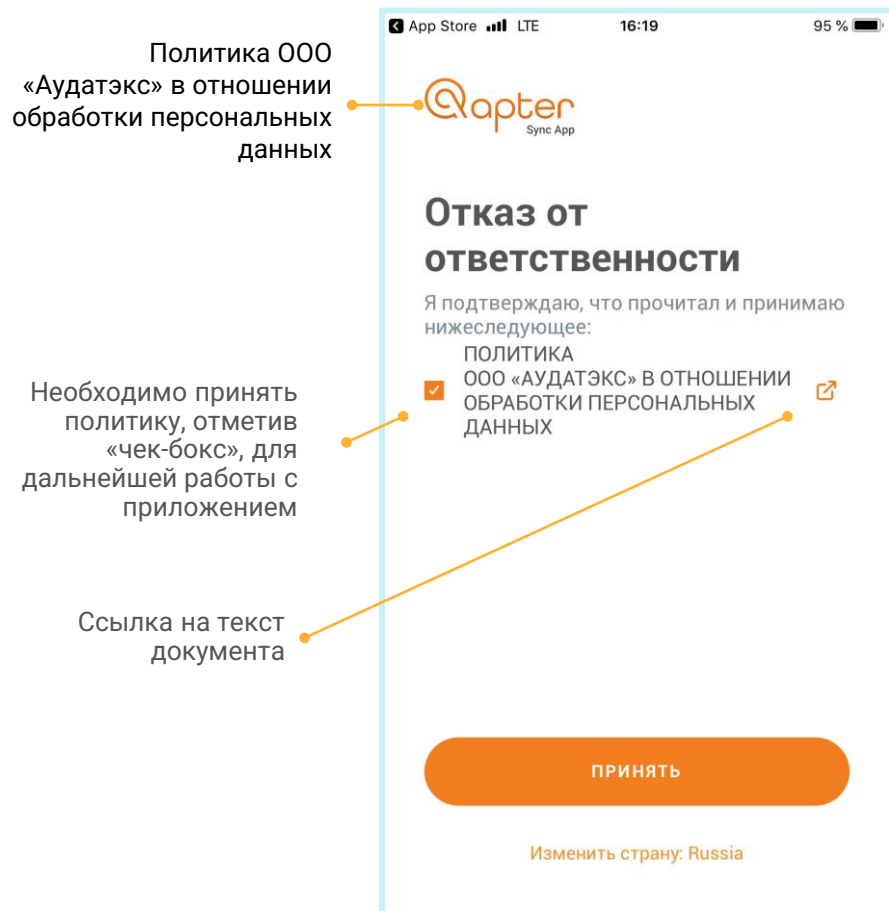 App Store LTE 16:19 95 %
Политика ООО
«Аудатэкс» в отношении
обработки персональных
данных
Qapter
Sync App
Отказ от
ответственности
Я подтверждаю, что прочитал и принимаю
нижеследующее:
ПОЛИТИКА
ООО «АУДАТЭКС» В ОТНОШЕНИИ
ОБРАБОТКИ ПЕРСОНАЛЬНЫХ
ДАННЫХ
Необходимо принять
политику, отметив
«чек-бокс», для
дальнейшей работы с
приложением
Ссылка на текст
документа
ПРИНЯТЬ
Изменить страну: Russia